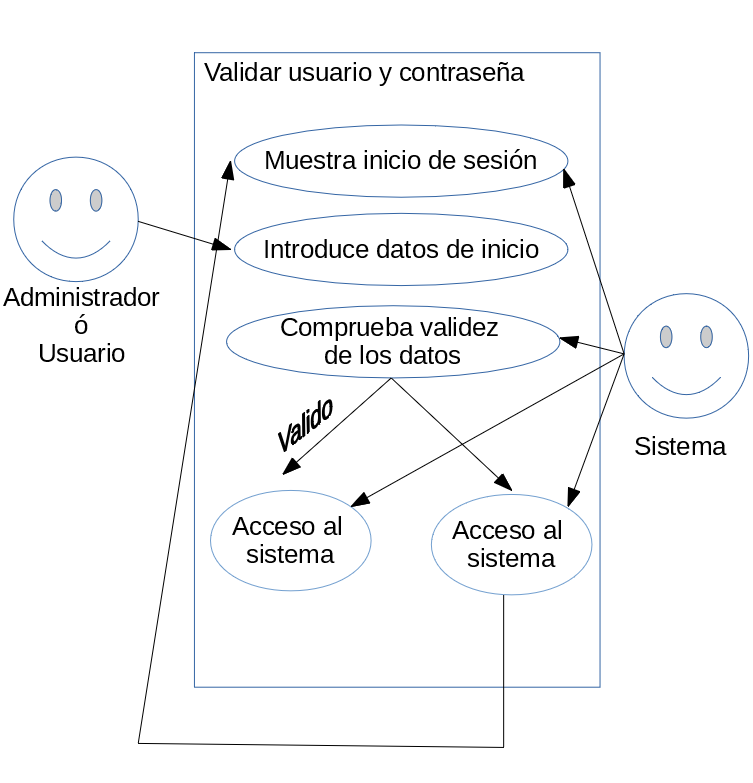 Validar usuario y contraseña
Muestra inicio de sesión
Introduce datos de inicio
Administrador
ó
Usuario
Comprueba validez
de los datos
Valido
Sistema
Acceso al
sistema
Acceso al
sistema